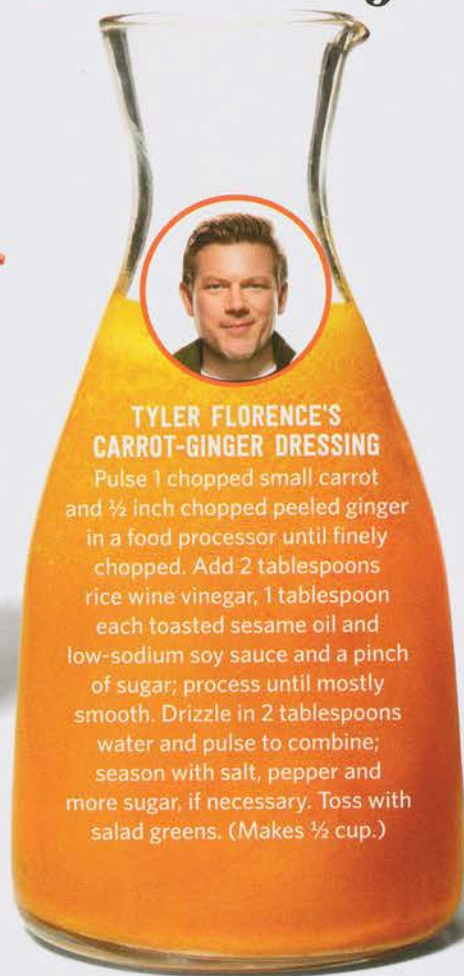 TYLER FLORENCE'S
CARROT-GINGER DRESSING
Pulse 1 chopped small carrot
and ½ inch chopped peeled ginger
in a food processor until finely
chopped. Add 2 tablespoons
rice wine vinegar, 1 tablespoon
each toasted sesame oil and
low-sodium soy sauce and a pinch
of sugar; process until mostly
smooth. Drizzle in 2 tablespoons
water and pulse to combine;
season with salt, pepper and
more sugar, if necessary. Toss with
salad greens. (Makes ½ cup.)